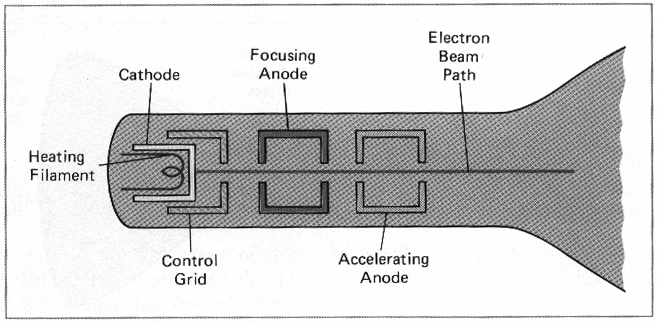 Electron
Beam
Path
Focusing
Anode
Cathode
Heating
Filament
Control
Grid
Accelerating
Anode